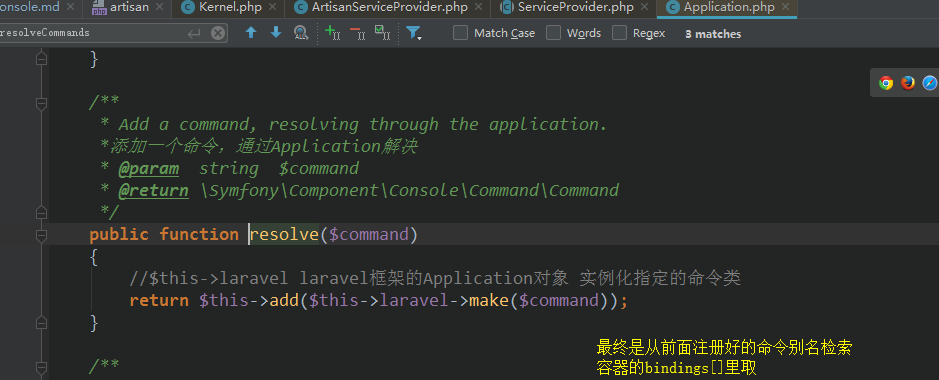 onsole.md × artisan × Kernel.php × ArtisanServiceProvider.php × ServiceProvider.php × Application.php ×
resolveCommands Match Case Words Regex 3 matches
}
/**
* Add a command, resolving through the application.
*添加一个命令，通过Application解决
* @param string $command
* @return \Symfony\Component\Console\Command\Command
*/
public function resolve($command)
{
//$this->laravel laravel框架的Application对象 实例化指定的命令类
return $this->add($this->laravel->make($command));
}
/**
最终是从前面注册好的命令别名检索
容器的bindings[]里取